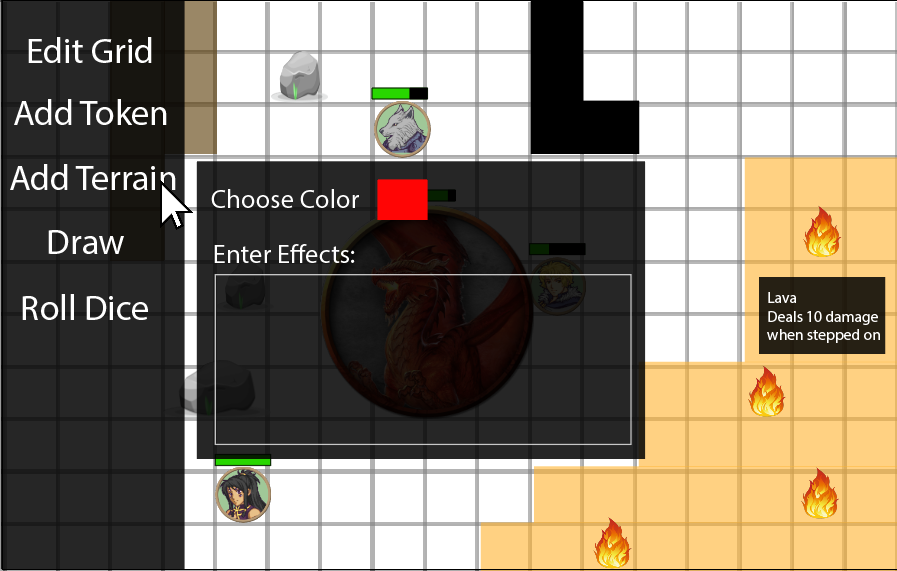 Edit Grid
Add Token
Add Terrain
Draw
Roll Dice
Choose Color
Enter Effects:
Lava
Deals 10 damage
when stepped on